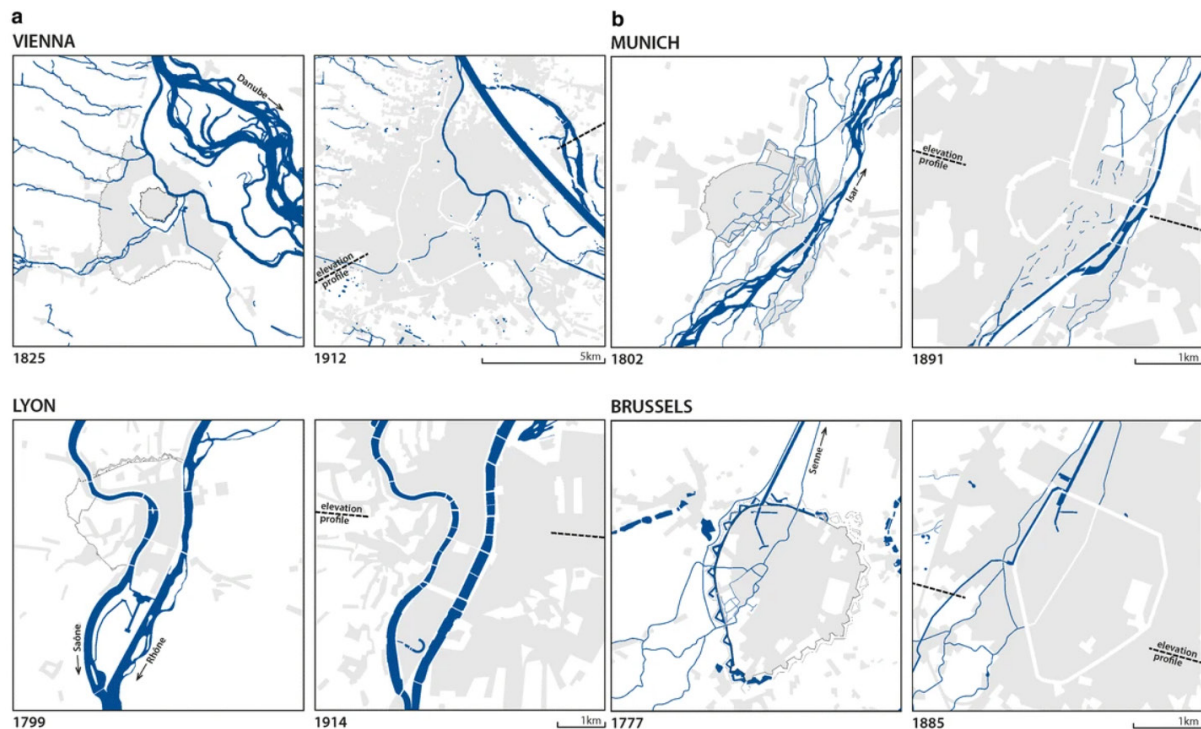 a
VIENNA
Danube
1825
elevation
profile
1912
5km
b
MUNICH
Isar
1802
elevation
profile
1891
1km
LYON
Saône
Rhône
1799
elevation
profile
1914
1km
BRUSSELS
Senne
1777
elevation
profile
1885
1km